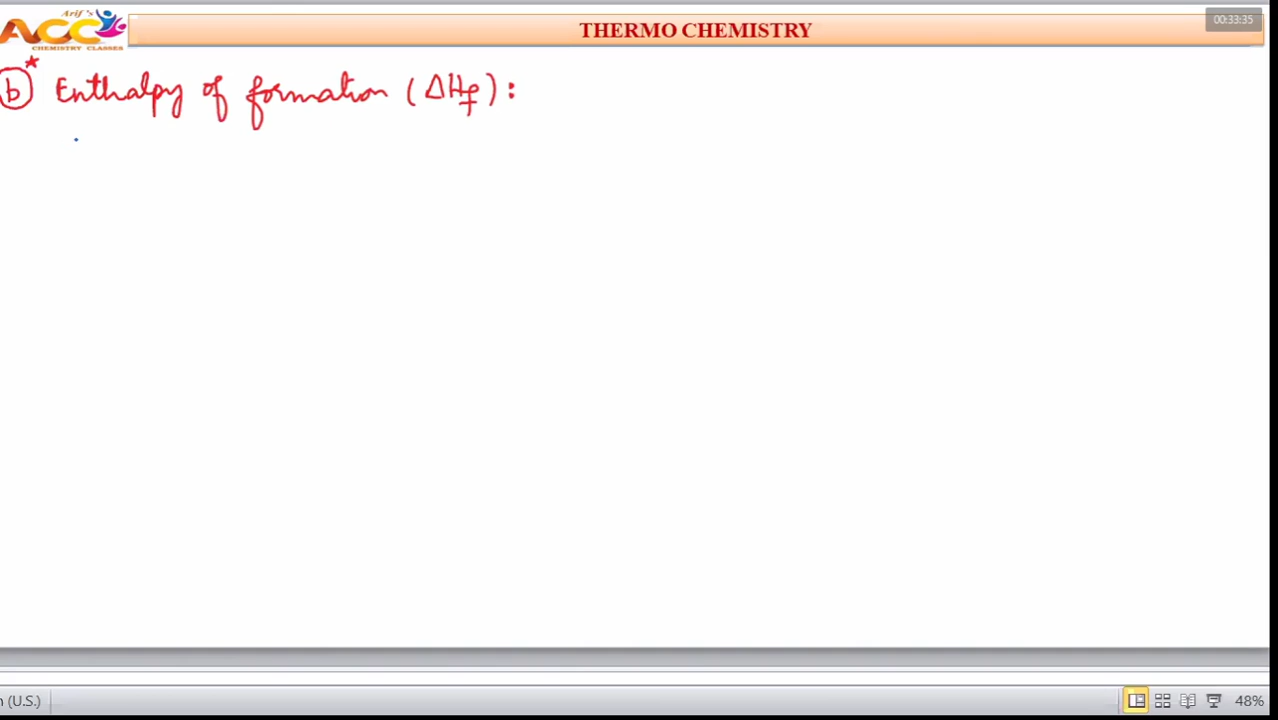 Arif's
ACC
CHEMISTRY CLASSES
THERMO CHEMISTRY
00:33:35
b * Enthalpy of formation (ΔHf) :
n (U.S.)
48%